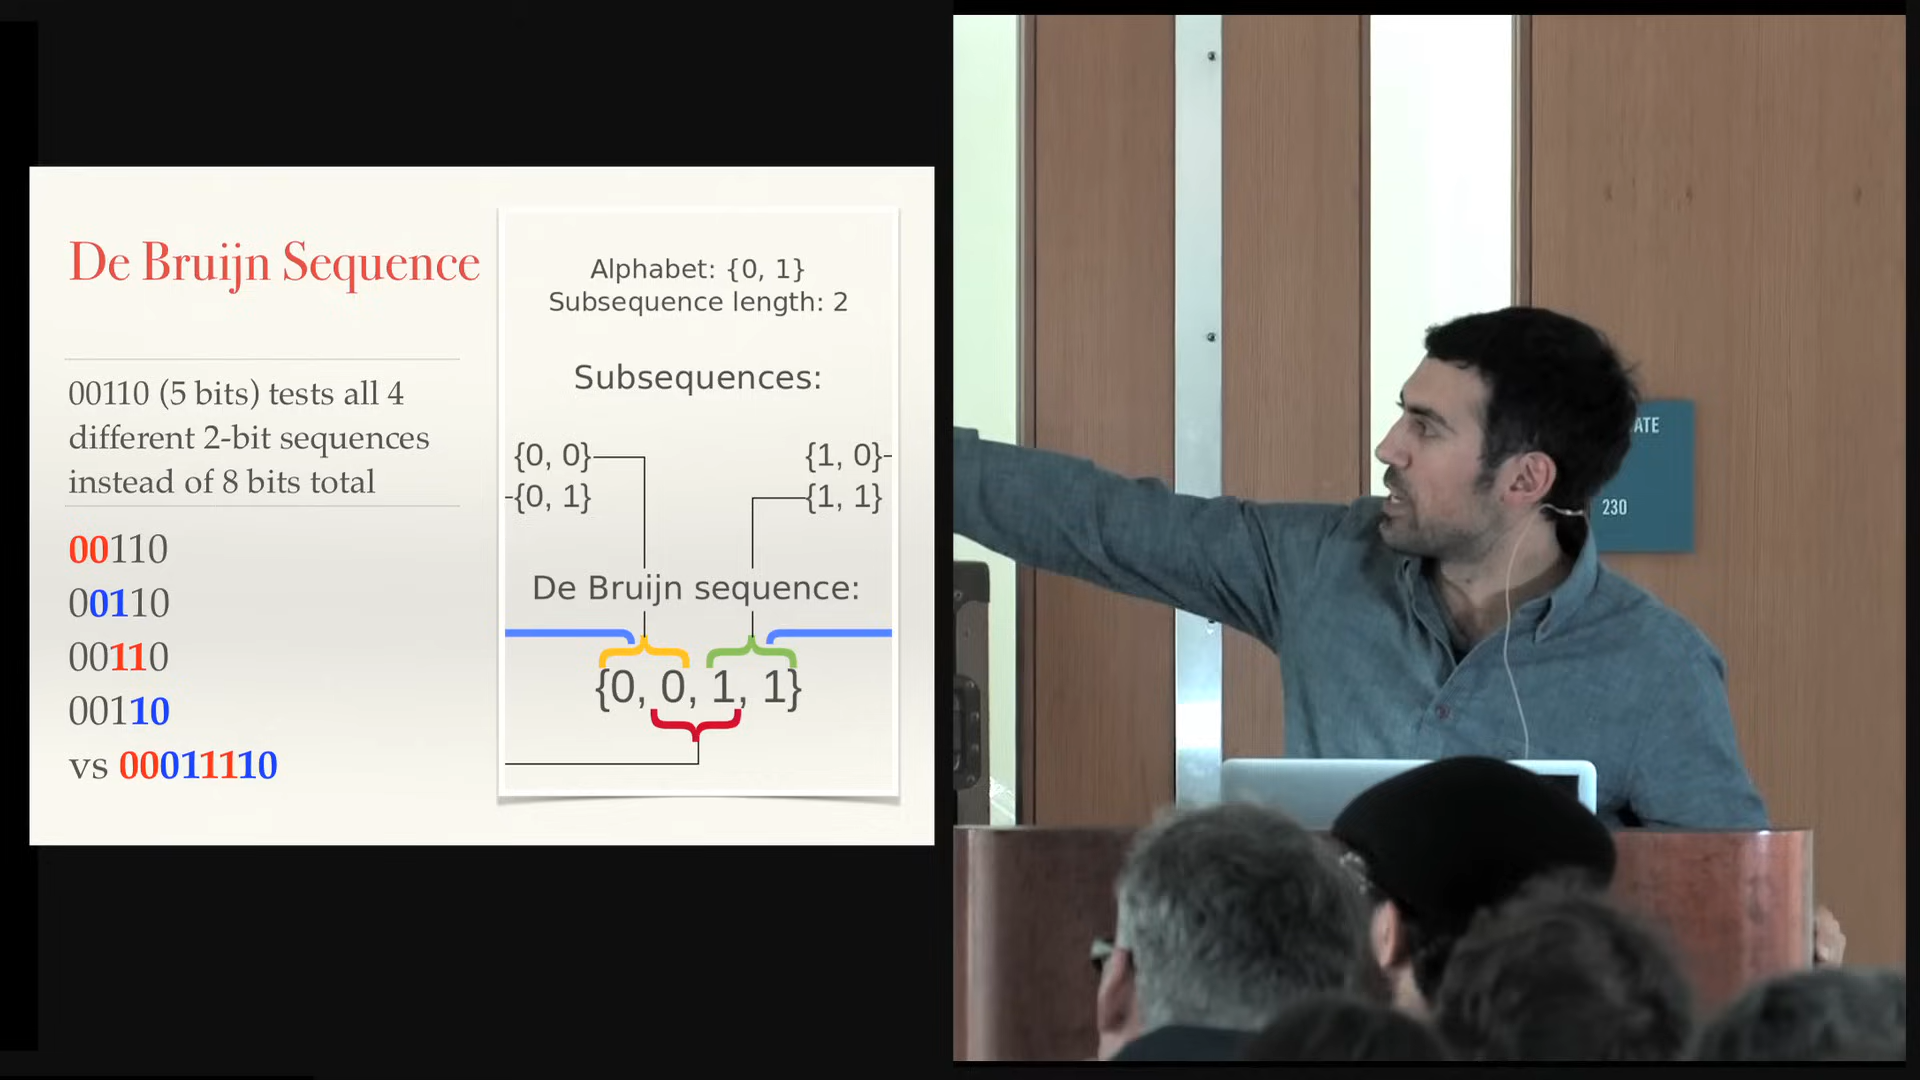 De Bruijn Sequence
00110 (5 bits) tests all 4
different 2-bit sequences
instead of 8 bits total
00110
00110
00110
00110
vs 00011110
Alphabet: {0, 1}
Subsequence length: 2
Subsequences:
{0, 0}
{0, 1}
{1, 0}
{1, 1}
De Bruijn sequence:
{0, 0, 1, 1}
230